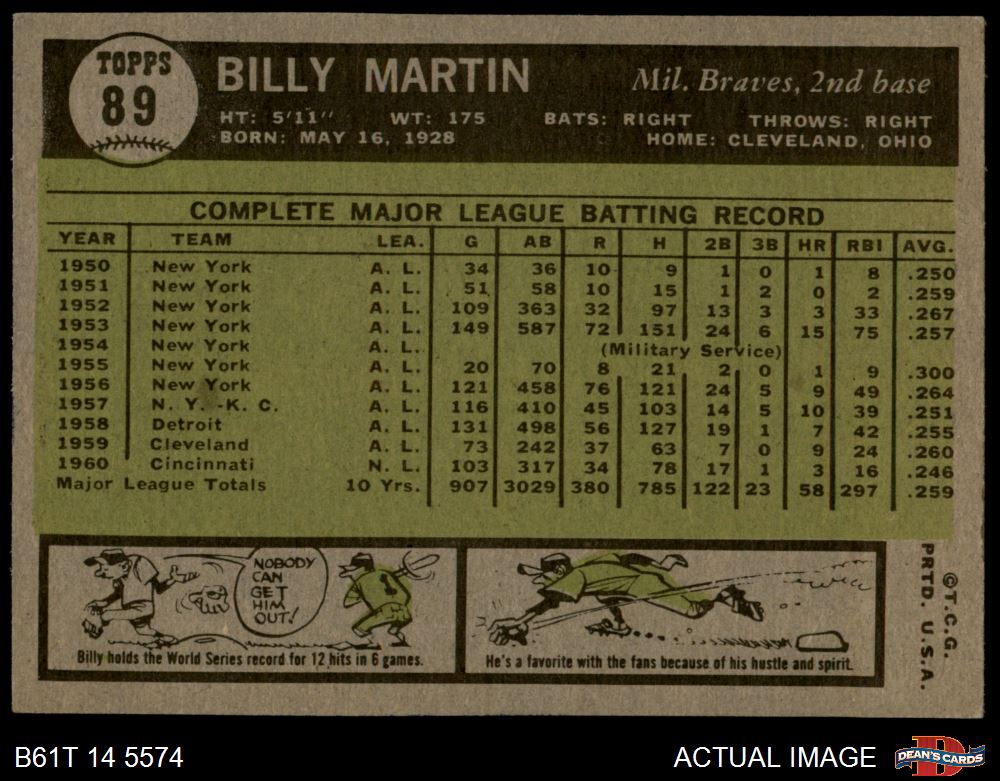 TOPPS
89
BILLY MARTIN
Mil. Braves, 2nd base
HT: 5'11" WT: 175 BATS: RIGHT THROWS: RIGHT
BORN: MAY 16, 1928 HOME: CLEVELAND, OHIO
COMPLETE MAJOR LEAGUE BATTING RECORD
YEAR TEAM LEA. G AB R H 2B 3B HR RBI AVG.
1950 New York A. L. 34 36 10 9 1 0 1 8 .250
1951 New York A. L. 51 58 10 15 1 2 0 2 .259
1952 New York A. L. 109 363 32 97 13 3 3 33 .267
1953 New York A. L. 149 587 72 151 24 6 15 75 .257
1954 New York A. L. (Military Service)
1955 New York A. L. 20 70 8 21 2 0 1 9 .300
1956 New York A. L. 121 458 76 121 24 5 9 49 .264
1957 N. Y. -K. C. A. L. 116 410 45 103 14 5 10 39 .251
1958 Detroit A. L. 131 498 56 127 19 1 7 42 .255
1959 Cleveland A. L. 73 242 37 63 7 0 9 24 .260
1960 Cincinnati N. L. 103 317 34 78 17 1 3 16 .246
Major League Totals 10 Yrs. 907 3029 380 785 122 23 58 297 .259
NOBODY
CAN
GET
HIM
OUT!
1
Billy holds the World Series record for 12 hits in 6 games.
He's a favorite with the fans because of his hustle and spirit.
©T.C.G.
PRTD. U.S.A.
B61T 14 5574
ACTUAL IMAGE
D
DEAN'S CARDS